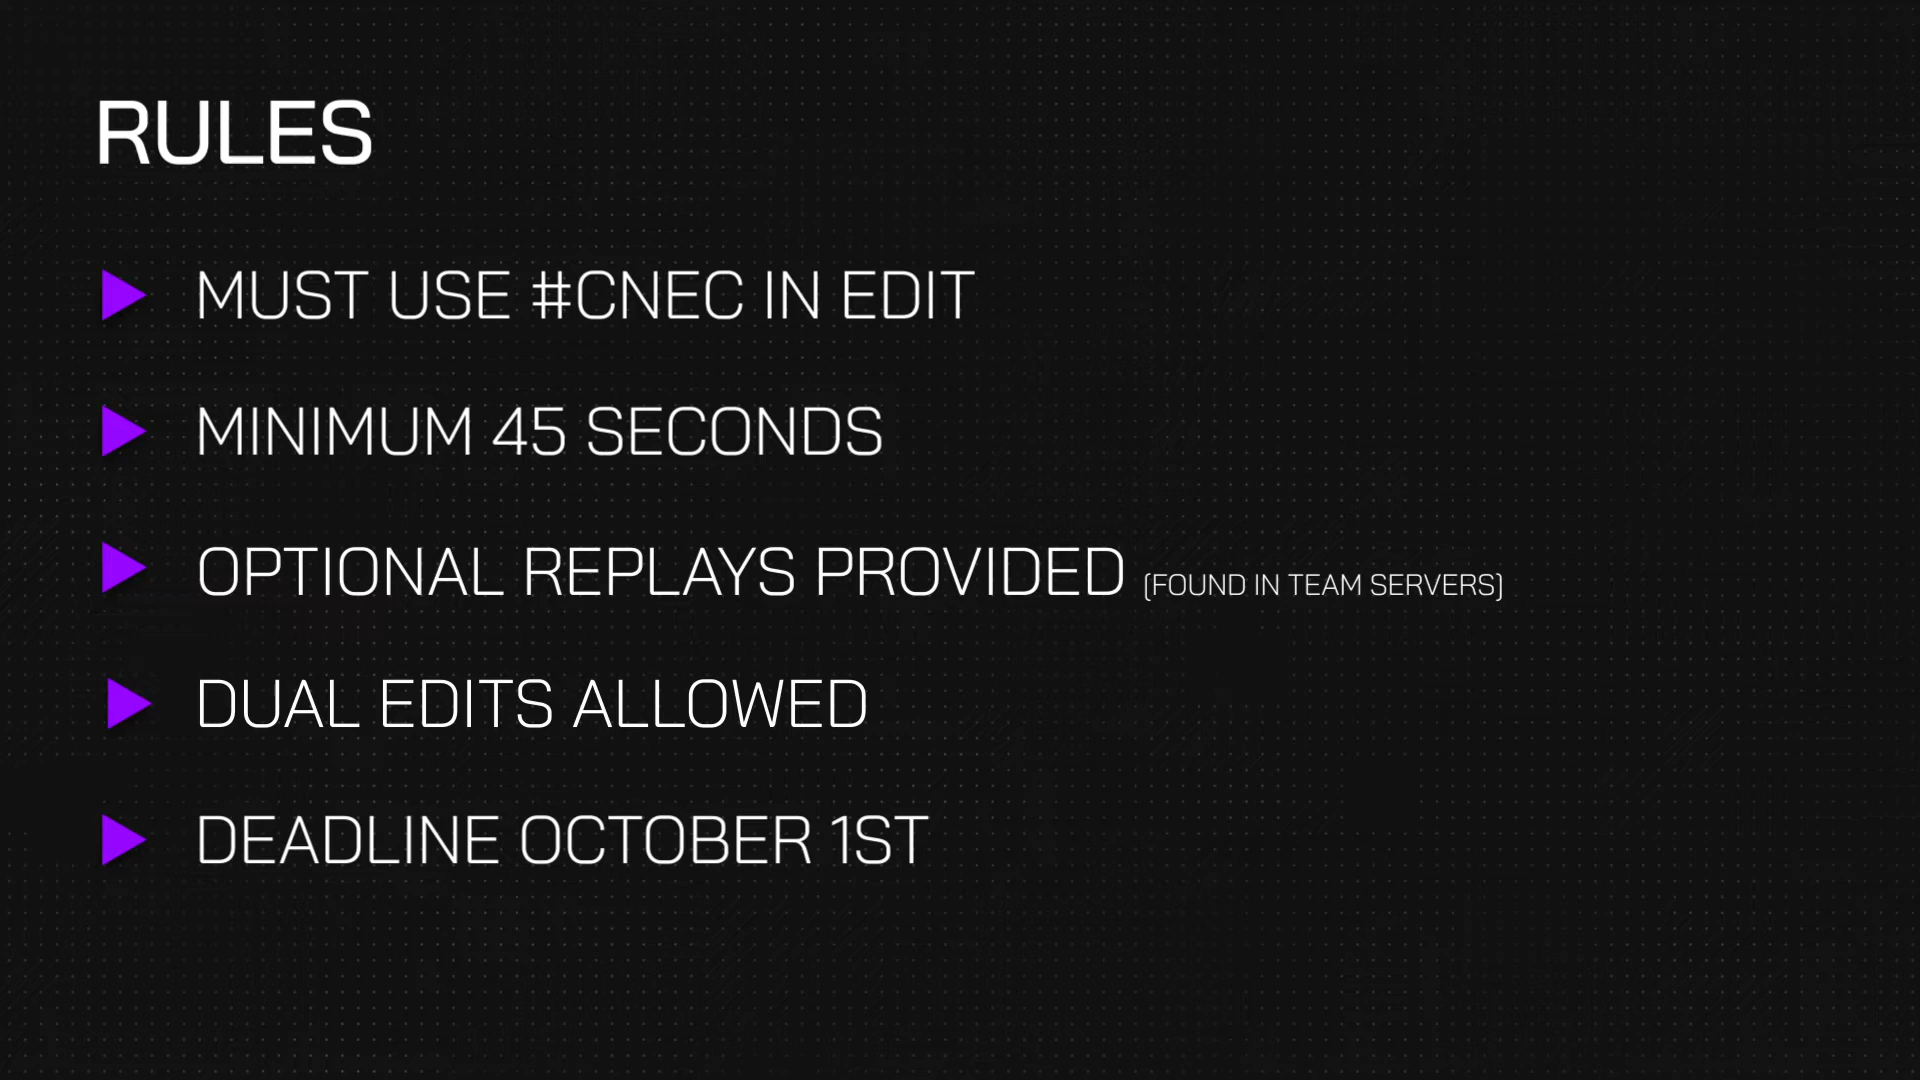 RULES
MUST USE #CNEC IN EDIT
MINIMUM 45 SECONDS
OPTIONAL REPLAYS PROVIDED (FOUND IN TEAM SERVERS)
DUAL EDITS ALLOWED
DEADLINE OCTOBER 1ST